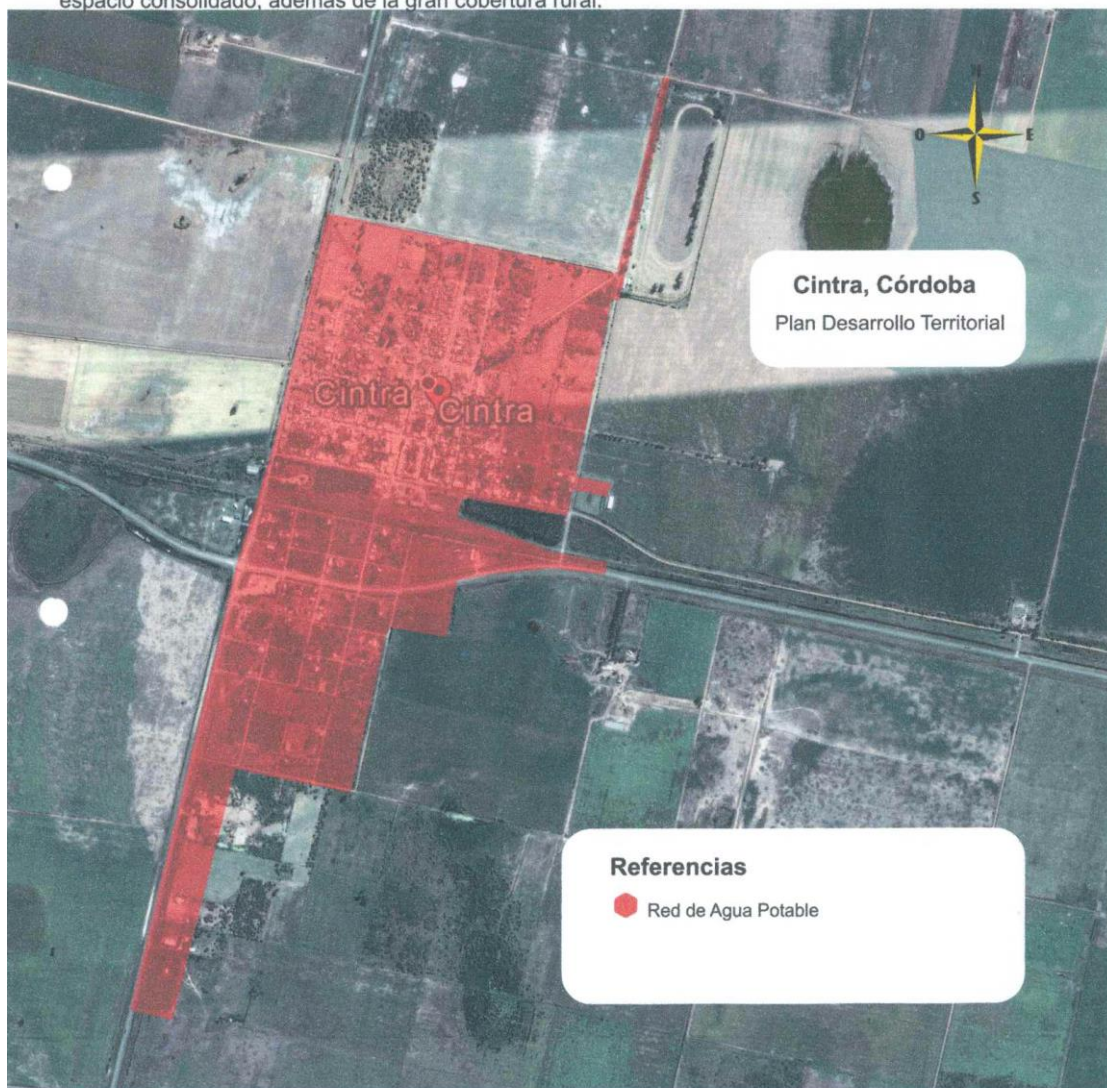 espacio consolidado, además de la gran cobertura rural.
N
O
E
S
Cintra, Córdoba
Plan Desarrollo Territorial
Cintra
Cintra
Referencias
Red de Agua Potable